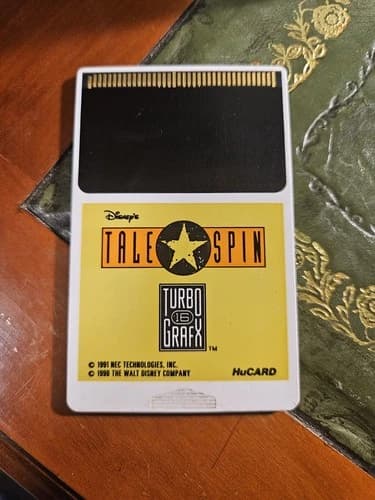 Disney's
TALE SPIN
TURBO
16
GRAFX
TM
© 1991 NEC TECHNOLOGIES, INC.
© 1990 THE WALT DISNEY COMPANY
HuCARD